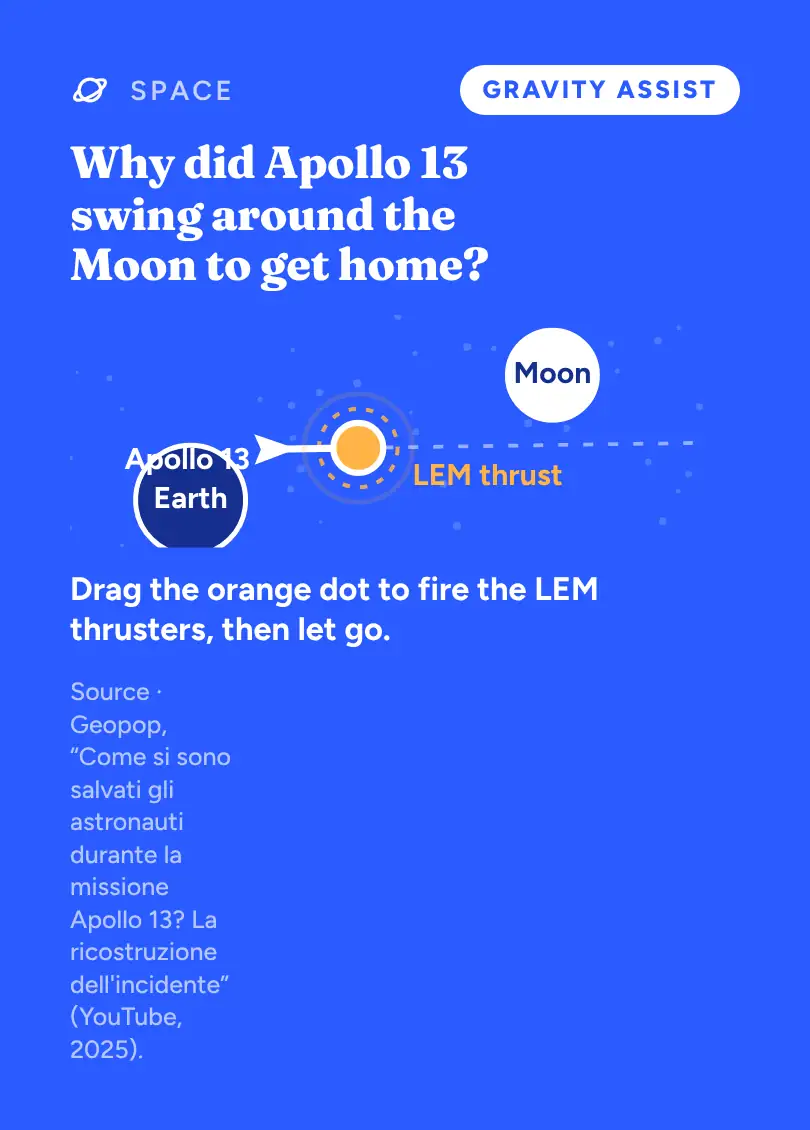 SPACE
GRAVITY ASSIST
Why did Apollo 13
swing around the
Moon to get home?
Moon
Apollo 13
LEM thrust
Earth
Drag the orange dot to fire the LEM
thrusters, then let go.
Source ·
Geopop,
“Come si sono
salvati gli
astronauti
durante la
missione
Apollo 13? La
ricostruzione
dell'incidente”
(YouTube,
2025).